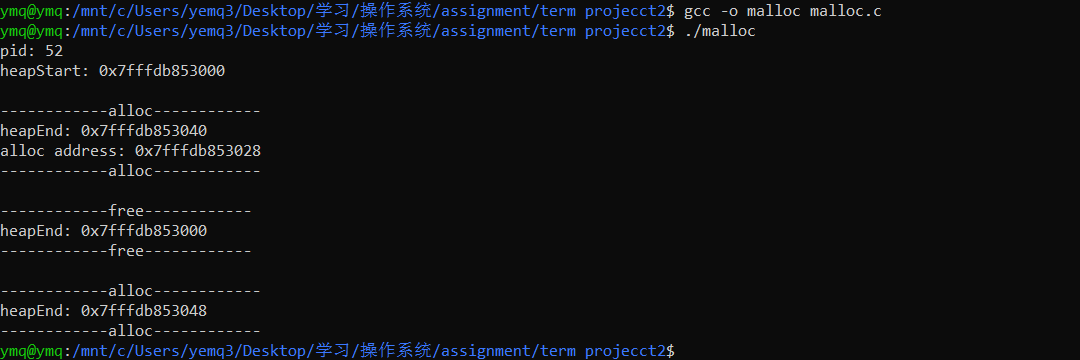 ymq@ymq:/mnt/c/Users/yemq3/Desktop/学习/操作系统/assignment/term projecct2$ gcc -o malloc malloc.c
ymq@ymq:/mnt/c/Users/yemq3/Desktop/学习/操作系统/assignment/term projecct2$ ./malloc
pid: 52
heapStart: 0x7fffdb853000
------------alloc------------
heapEnd: 0x7fffdb853040
alloc address: 0x7fffdb853028
------------alloc------------
------------free------------
heapEnd: 0x7fffdb853000
------------free------------
------------alloc------------
heapEnd: 0x7fffdb853048
------------alloc------------
ymq@ymq:/mnt/c/Users/yemq3/Desktop/学习/操作系统/assignment/term projecct2$